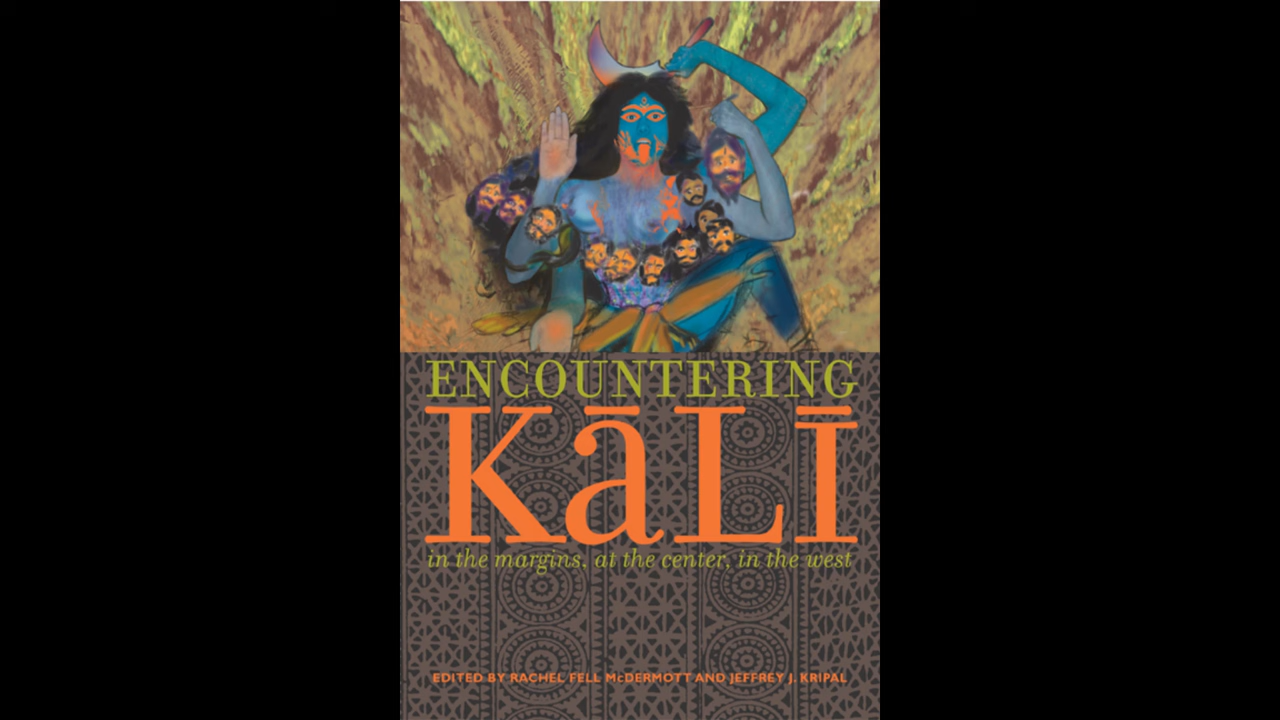 ENCOUNTERING
KāLĪ
in the margins, at the center, in the west
EDITED BY RACHEL FELL McDERMOTT AND JEFFREY J. KRIPAL